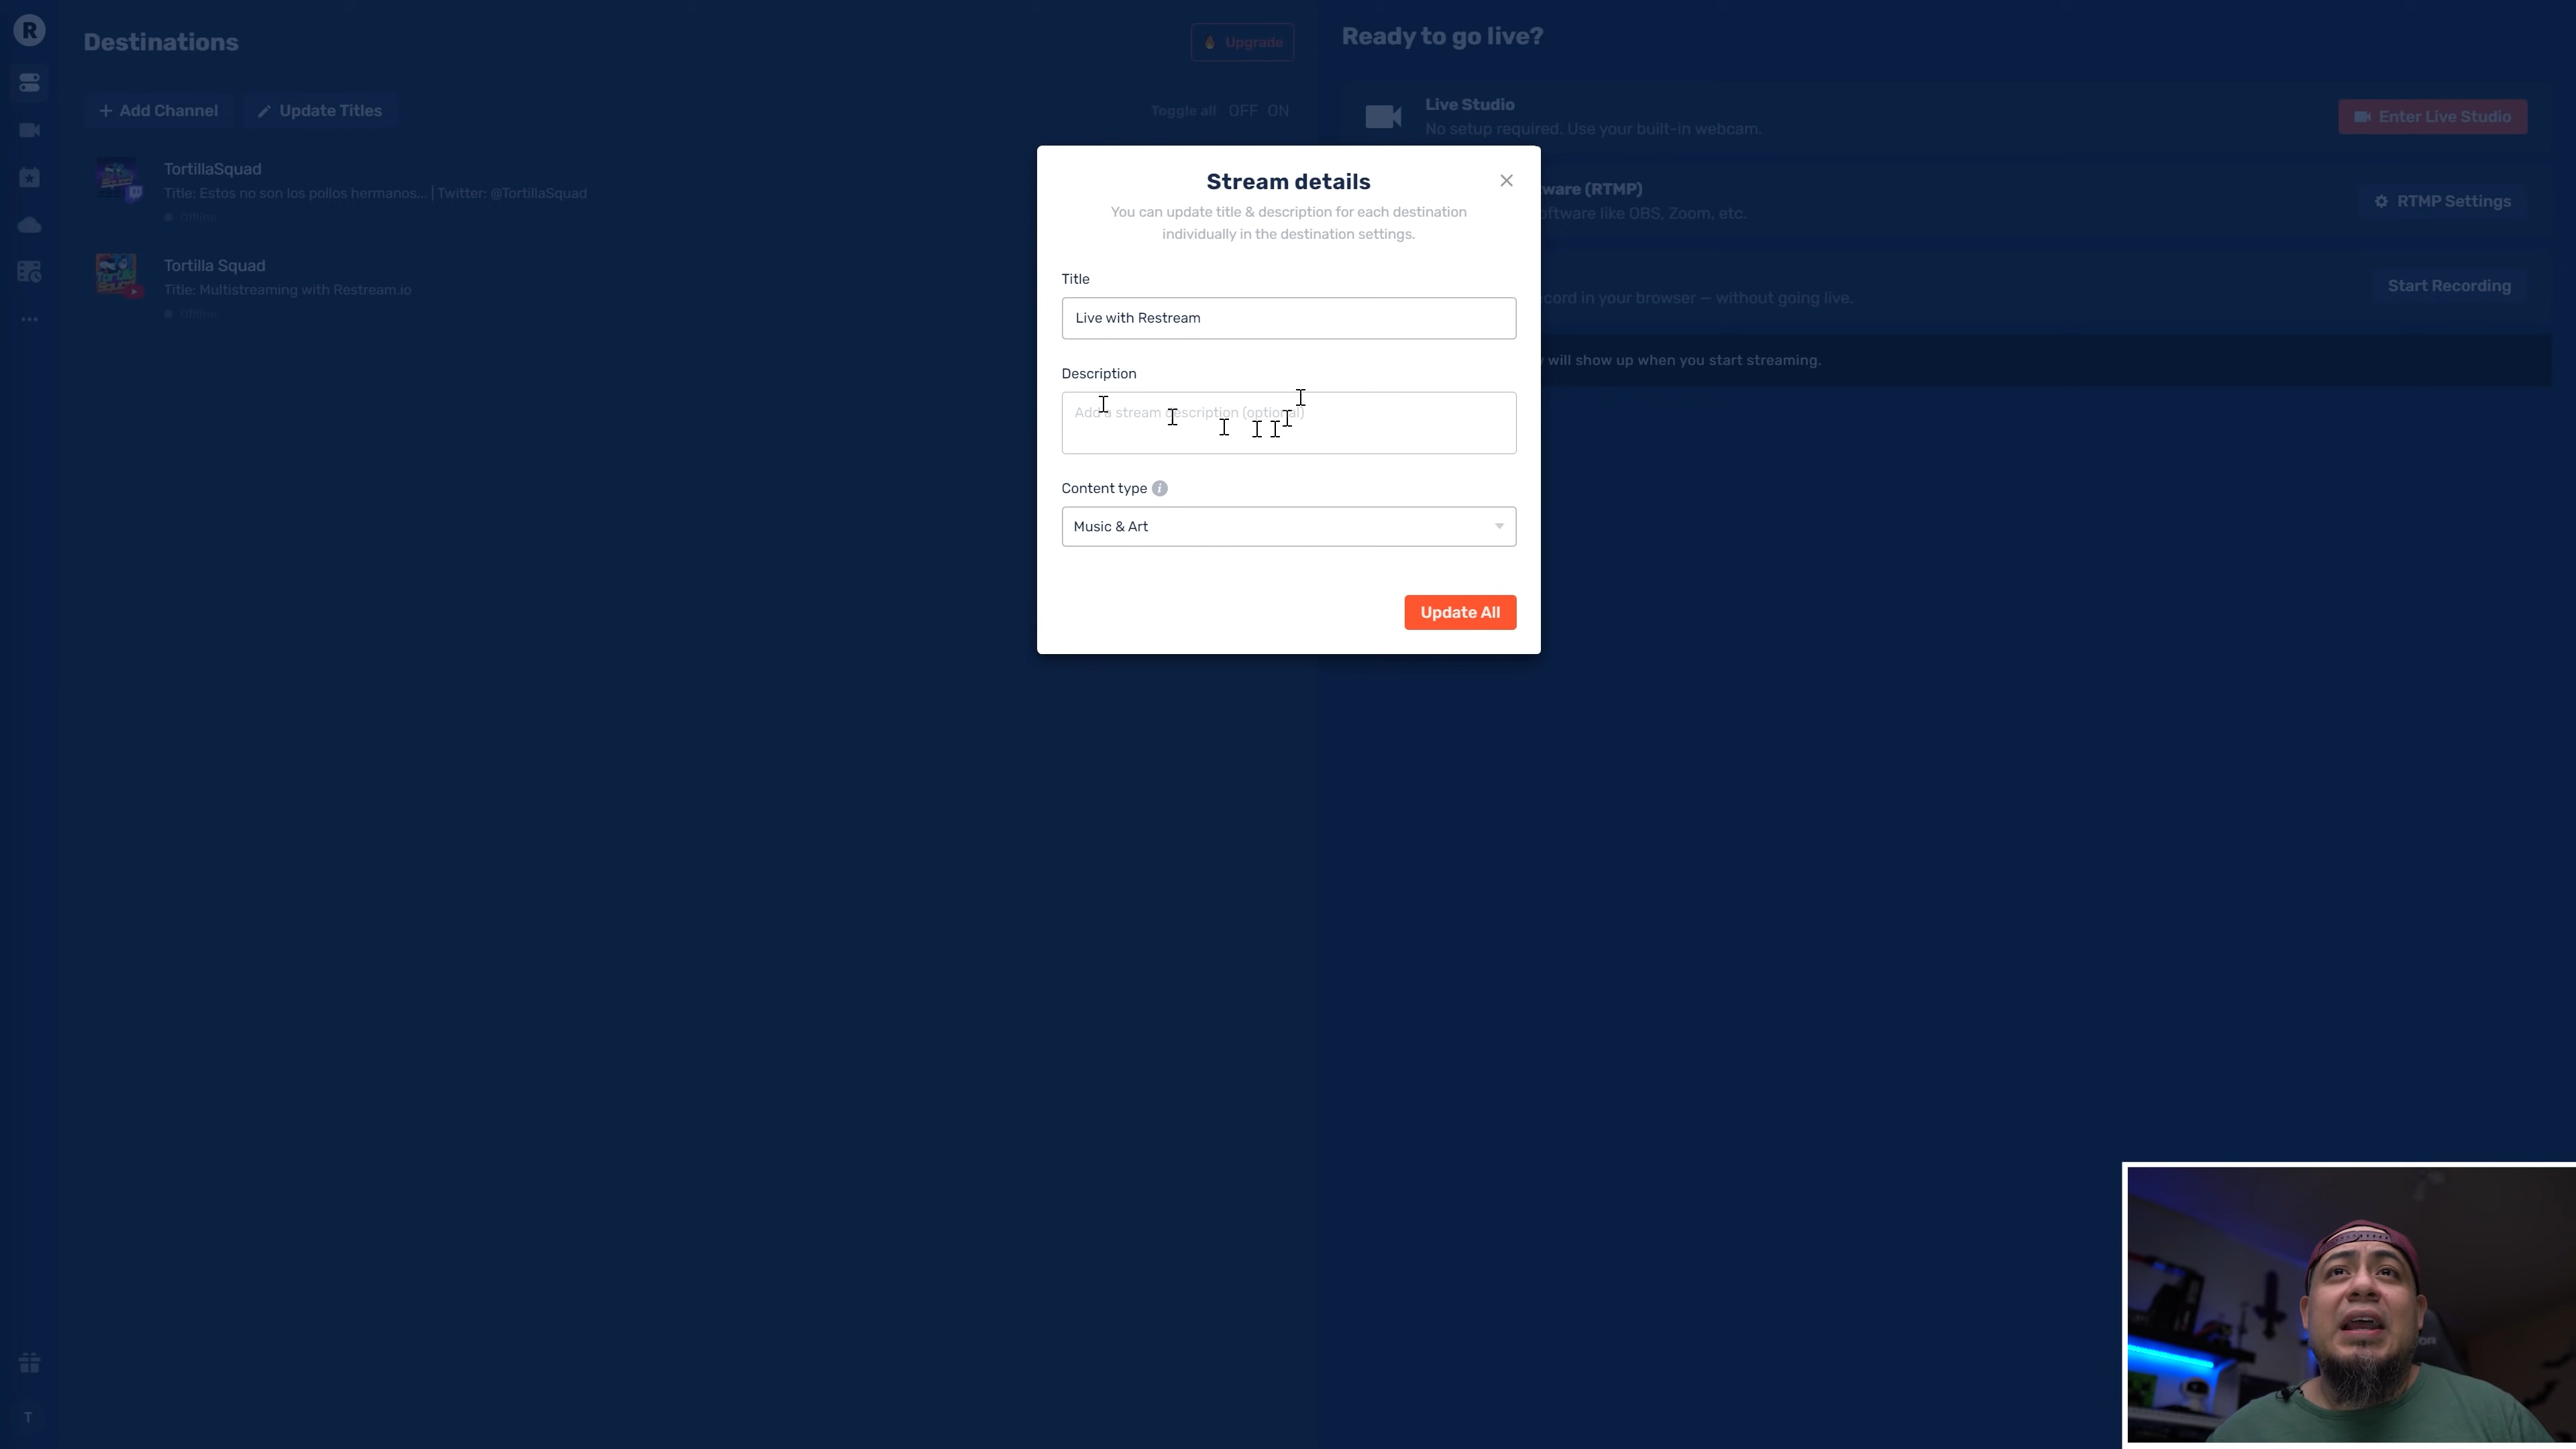 R
Destinations
Upgrade
Ready to go live?
+ Add Channel
Update Titles
Toggle all OFF ON
Live Studio
No setup required. Use your built-in webcam.
Enter Live Studio
TortillaSquad
Title: Estos no son los pollos hermanos... | Twitter: @TortillaSquad
Offline
Tortilla Squad
Title: Multistreaming with Restream.io
Offline
ware (RTMP)
oftware like OBS, Zoom, etc.
RTMP Settings
cord in your browser — without going live.
Start Recording
will show up when you start streaming.
Stream details
You can update title & description for each destination
individually in the destination settings.
Title
Live with Restream
Description
Add a stream description (optional)
Content type i
Music & Art
Update All
T